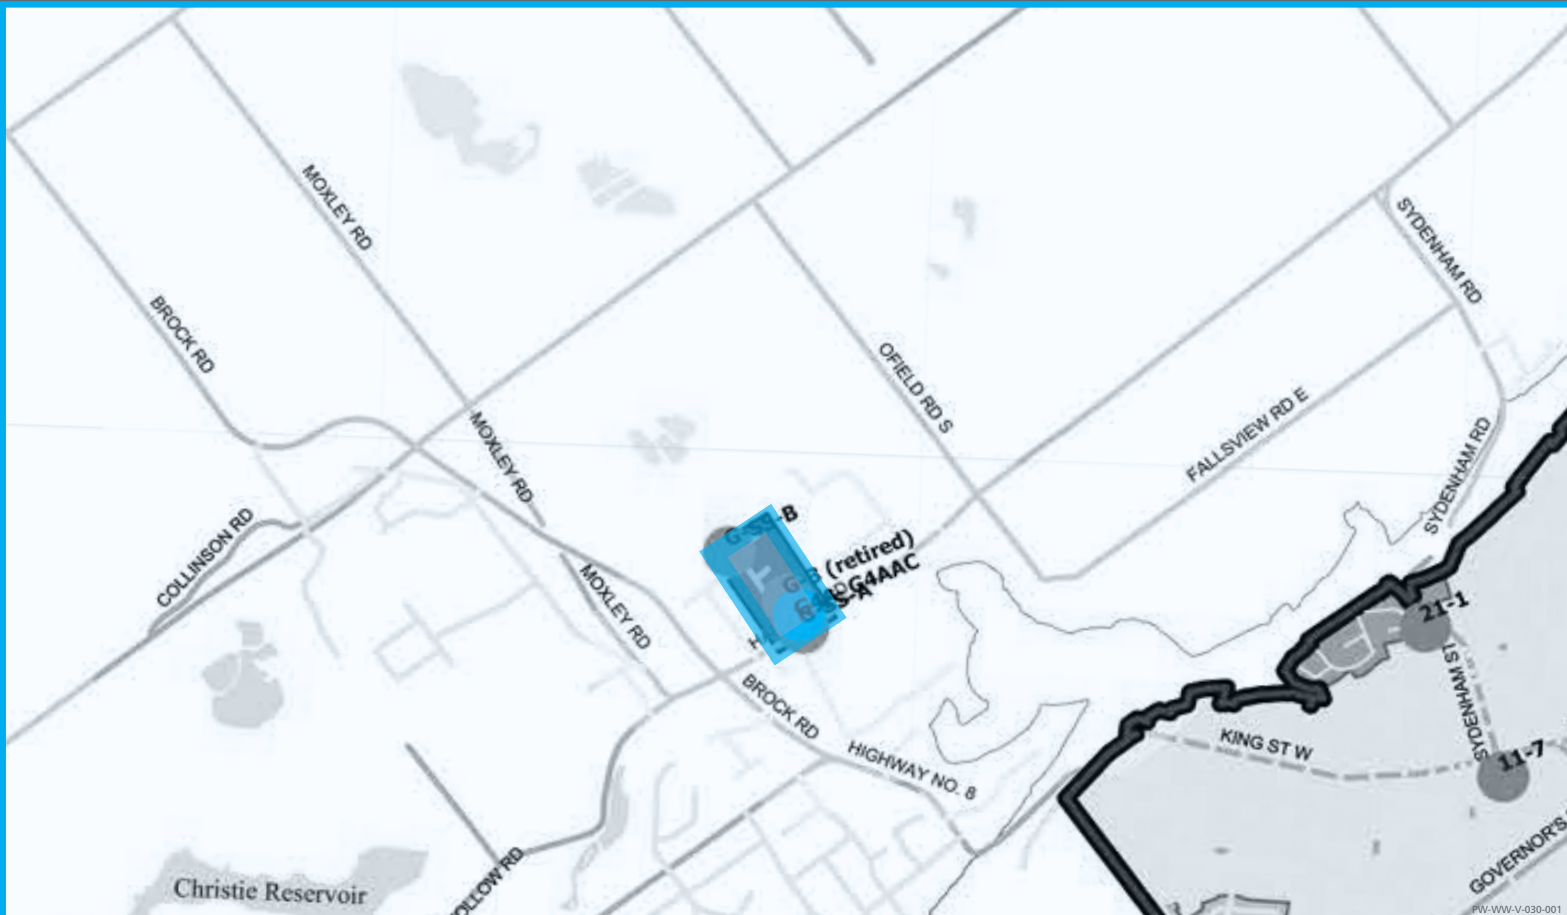 MOXLEY RD
SYDENHAM RD
BROCK RD
OFIELD RD S
FALLSVIEW RD E
MOXLEY RD
SYDENHAM RD
COLLINSON RD
(retired)
G4AAC
MOXLEY RD
21-1
SYDENHAM ST
BROCK RD
KING ST W
HIGHWAY NO. 8
11-7
GOVERNOR'S
OLLOW RD
Christie Reservoir
PW-WW-V-030-001